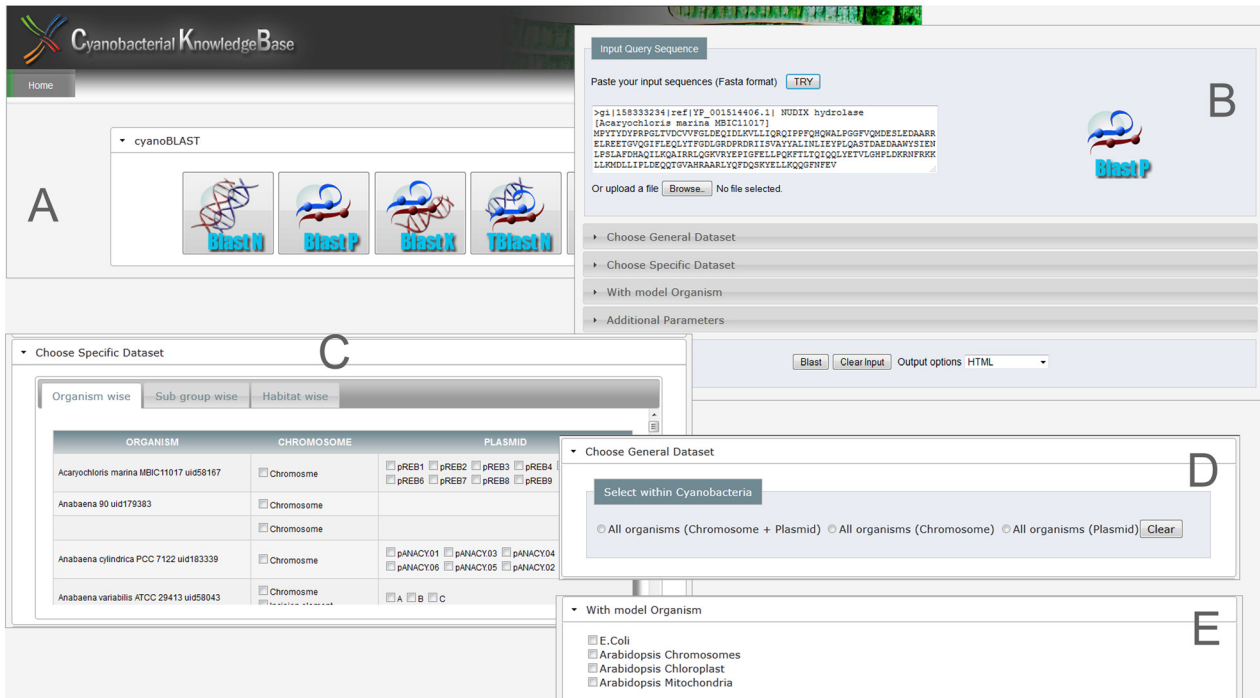 Cyanobacterial KnowledgeBase
Home
cyanoBLAST
A
Blast N
Blast P
Blast X
TBlast N
Input Query Sequence
Paste your input sequences (Fasta format) TRY
B
>gi|158333234|ref|YP_001514406.1| NUDIX hydrolase
[Acaryochloris marina MBIC11017]
MPYTYDYPRPGLTVDCVVFGLDEQIDLKVLLIQRQIPPFQHQWALPGGFVQMDESLEDAARR
ELREETGVQGIFLEQLYTFGDLGRDPRDRIISVAYYALINLIEYPLQASTDAEDAAWYSIEN
LPSLAFDHAQILKQAIRRLQGKVRYEPIGFELLPQKFTLTQIQQLYETVLGHPLDKRNFRKK
LLKMDLLIPLDEQQTGVAHRAARLYQFDQSKYELLKQQGFNFEV
Blast P
Or upload a file Browse.. No file selected.
Choose General Dataset
Choose Specific Dataset
With model Organism
Additional Parameters
Blast Clear Input Output options HTML
Choose Specific Dataset
C
Organism wise Sub group wise Habitat wise
ORGANISM CHROMOSOME PLASMID
Acaryochloris marina MBIC11017 uid58167 Chromosme pREB1 pREB2 pREB3 pREB4
pREB6 pREB7 pREB8 pREB9
Anabaena 90 uid179383 Chromosome
Chromosome
Anabaena cylindrica PCC 7122 uid183339 Chromosme pANACY.01 pANACY.03 pANACY.04
pANACY.06 pANACY.05 pANACY.02
Anabaena variabilis ATCC 29413 uid58043 Chromosme A B C
Choose General Dataset
D
Select within Cyanobacteria
All organisms (Chromosome + Plasmid) All organisms (Chromosome) All organisms (Plasmid) Clear
With model Organism
E
E.Coli
Arabidopsis Chromosomes
Arabidopsis Chloroplast
Arabidopsis Mitochondria